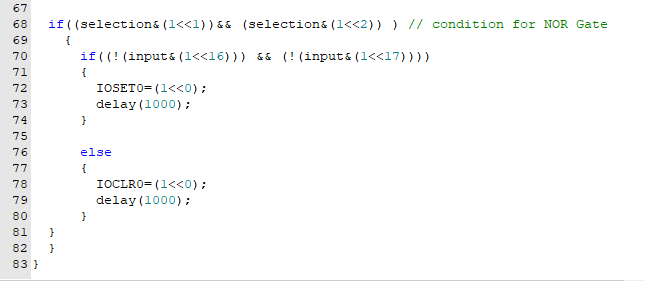 67
68 if((selection&(1<<1))&& (selection&(1<<2)) ) // condition for NOR Gate
69 {
70 if((!(input&(1<<16))) && (!(input&(1<<17))))
71 {
72 IOSET0=(1<<0);
73 delay(1000);
74 }
75
76 else
77 {
78 IOCLR0=(1<<0);
79 delay(1000);
80 }
81 }
82 }
83 }